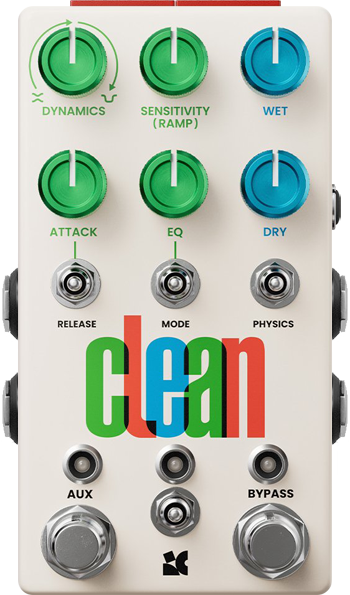 DYNAMICS
SENSITIVITY
(RAMP)
WET
ATTACK
EQ
DRY
RELEASE
MODE
PHYSICS
clean
AUX
BYPASS